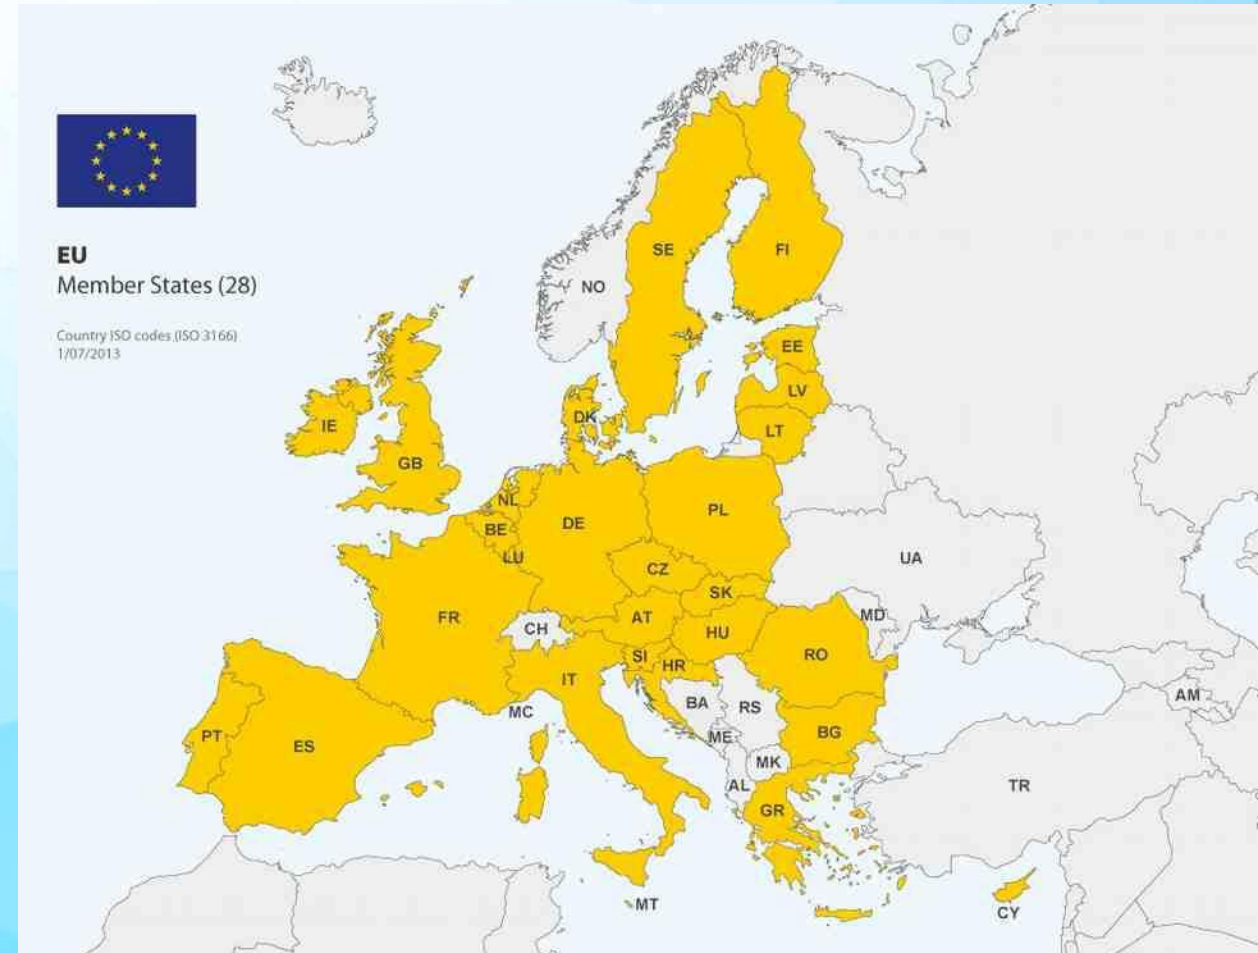 EU
Member States (28)
Country ISO codes (ISO 3166)
1/07/2013
SE
FI
NO
EE
LV
DK
LT
IE
GB
NL
PL
DE
BE
LU
UA
CZ
SK
FR
AT
MD
CH
HU
SI
HR
RO
IT
AM
BA
RS
MC
PT
ME
BG
ES
MK
AL
TR
GR
MT
CY